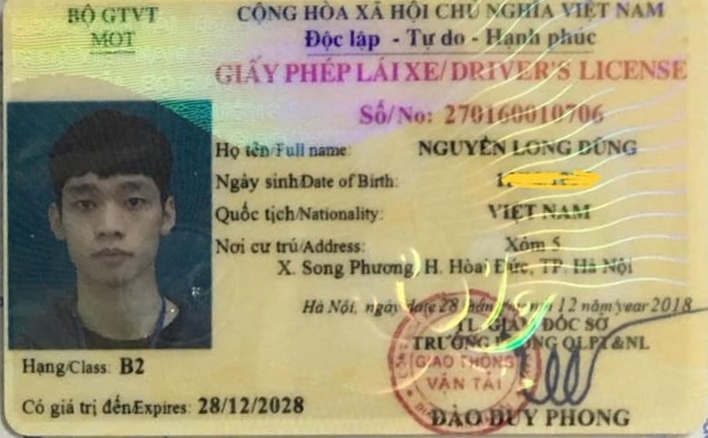 BỘ GTVT
MOT
CỘNG HÒA XÃ HỘI CHỦ NGHĨA VIỆT NAM
Độc lập - Tự do - Hạnh phúc
GIẤY PHÉP LÁI XE/DRIVER'S LICENSE
Số/No: 270160010706
Họ tên/Full name: NGUYỄN LONG DŨNG
Ngày sinh/Date of Birth: 1
Quốc tịch/Nationality: VIỆT NAM
Nơi cư trú/Address: Xóm 5
X. Song Phương, H. Hoài Đức, TP. Hà Nội
Hà Nội, ngày/date 28 tháng/month 12 năm/year 2018
TL. GIÁM ĐỐC SỞ
TRƯỞNG PHÒNG QLPT&NL
GIAO THÔNG
VẬN TẢI
Hạng/Class: B2
Có giá trị đến/Expires: 28/12/2028
ĐÀO DUY PHONG